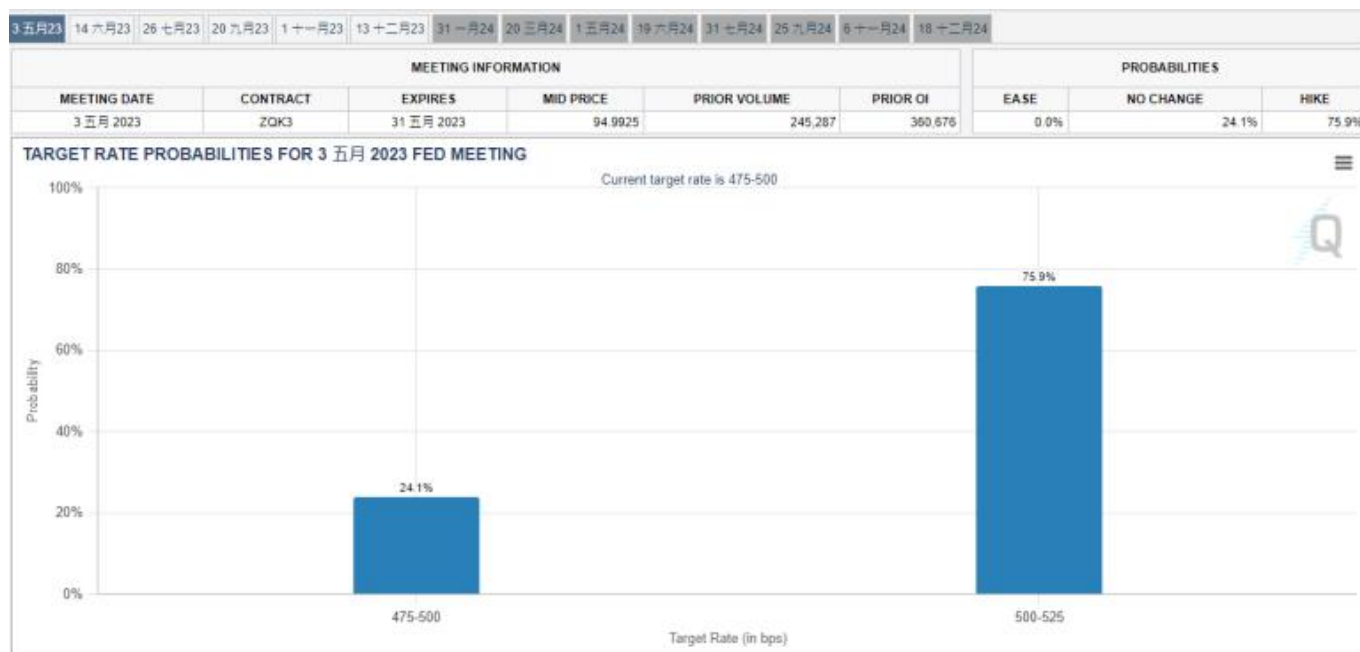 3 五月23 14 六月23 26 七月23 20 九月23 1 十一月23 13 十二月23 31 一月24 20 三月24 1 五月24 19 六月24 31 七月24 25 九月24 6 十一月24 18 十二月24
MEETING INFORMATION PROBABILITIES
MEETING DATE CONTRACT EXPIRES MID PRICE PRIOR VOLUME PRIOR OI EASE NO CHANGE HIKE
3 五月 2023 ZQK3 31 五月 2023 94.9925 245,287 360,676 0.0% 24.1% 75.9%
TARGET RATE PROBABILITIES FOR 3 五月 2023 FED MEETING
Current target rate is 475-500
100%
Q
80%
75.9%
60%
Probability
40%
24.1%
20%
0%
475-500 500-525
Target Rate (in bps)